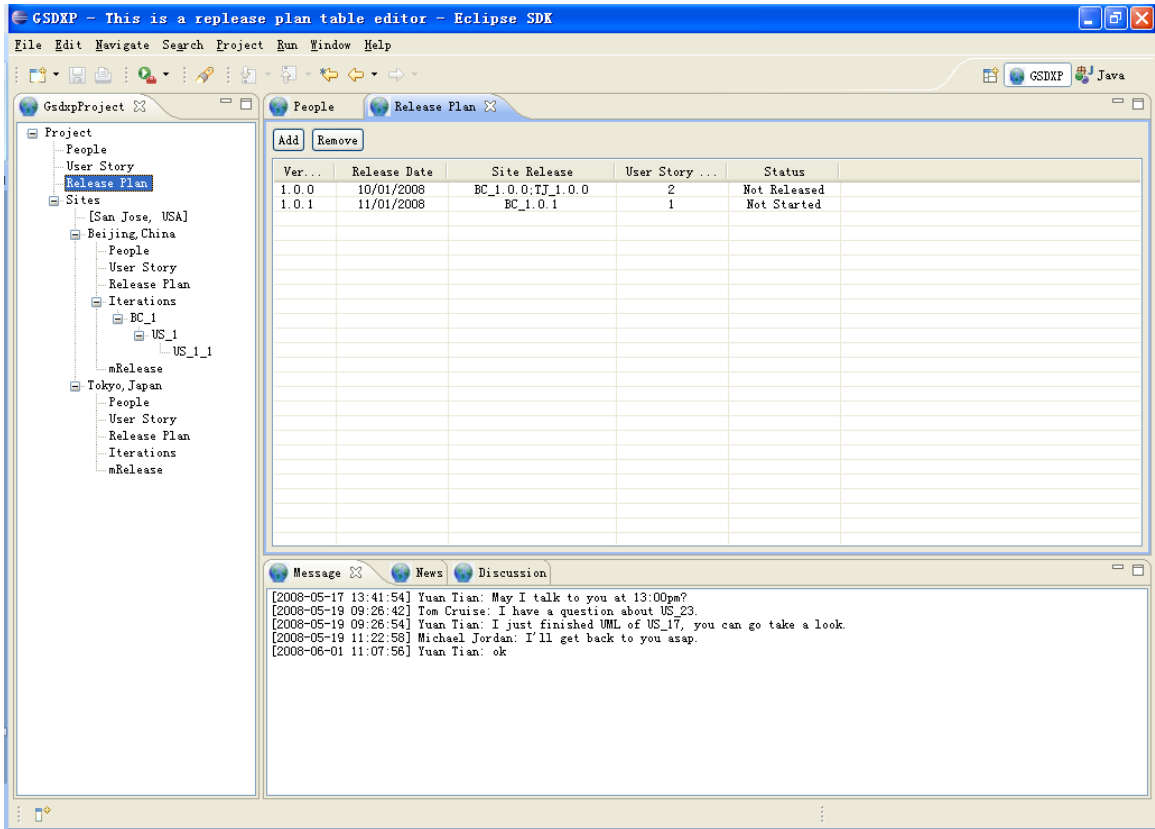 GSDXP - This is a replease plan table editor - Eclipse SDK
File Edit Navigate Search Project Run Window Help
GSDXP Java
GsdxpProject
Project
People
User Story
Release Plan
Sites
[San Jose, USA]
Beijing,China
People
User Story
Release Plan
Iterations
BC_1
US_1
US_1_1
mRelease
Tokyo,Japan
People
User Story
Release Plan
Iterations
mRelease
People Release Plan
Add Remove
Ver... Release Date Site Release User Story ... Status
1.0.0 10/01/2008 BC_1.0.0;TJ_1.0.0 2 Not Released
1.0.1 11/01/2008 BC_1.0.1 1 Not Started
Message News Discussion
[2008-05-17 13:41:54] Yuan Tian: May I talk to you at 13:00pm?
[2008-05-19 09:26:42] Tom Cruise: I have a question about US_23.
[2008-05-19 09:26:54] Yuan Tian: I just finished UML of US_17, you can go take a look.
[2008-05-19 11:22:58] Michael Jordan: I'll get back to you asap.
[2008-06-01 11:07:56] Yuan Tian: ok